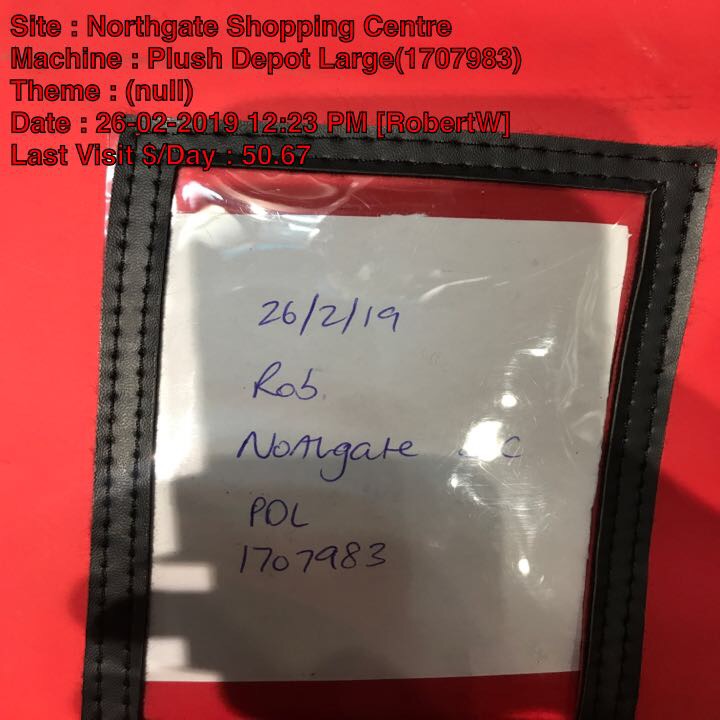 Site : Northgate Shopping Centre
Machine : Plush Depot Large(1707983)
Theme : (null)
Date : 26-02-2019 12:23 PM [RobertW]
Last Visit $/Day : 50.67
26/2/19
Rob.
Northgate
PDL
1707983